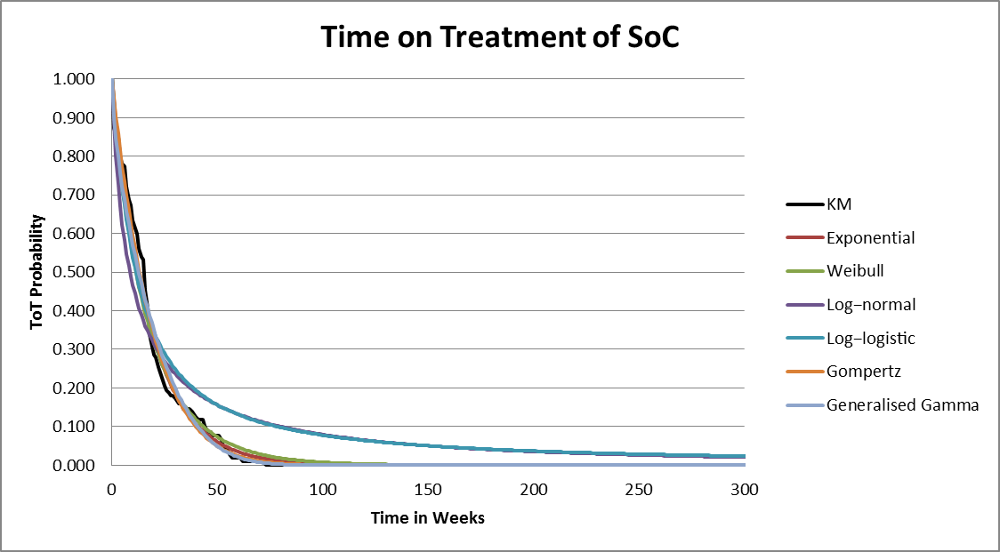 Time on Treatment of SoC
1.000
0.900
0.800
0.700
0.600
0.500
0.400
0.300
0.200
0.100
0.000
ToT Probability
0 50 100 150 200 250 300
Time in Weeks
KM
Exponential
Weibull
Log−normal
Log−logistic
Gompertz
Generalised Gamma